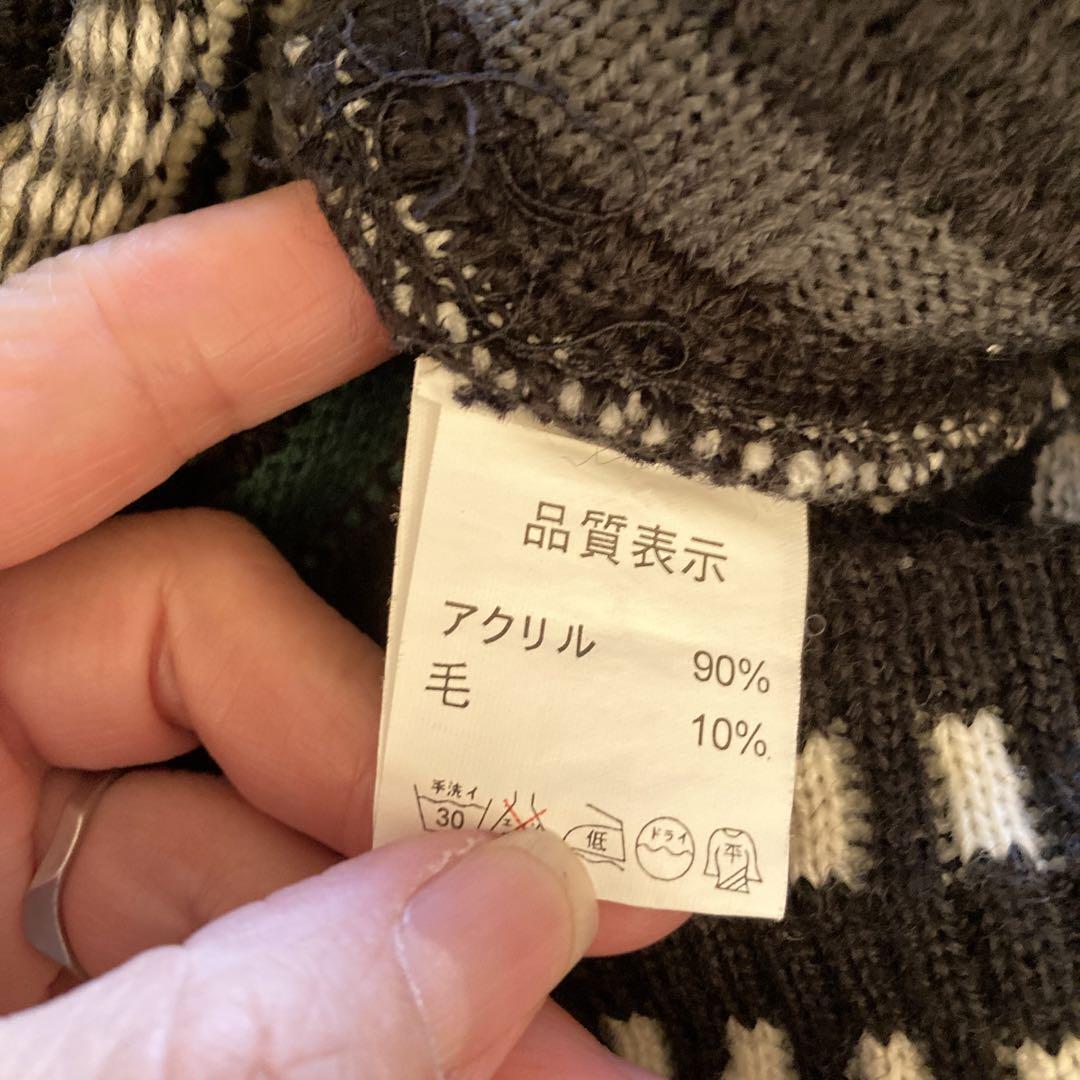 品質表示
アクリル 90%
毛 10%
手洗イ
30
低
ドライ
平